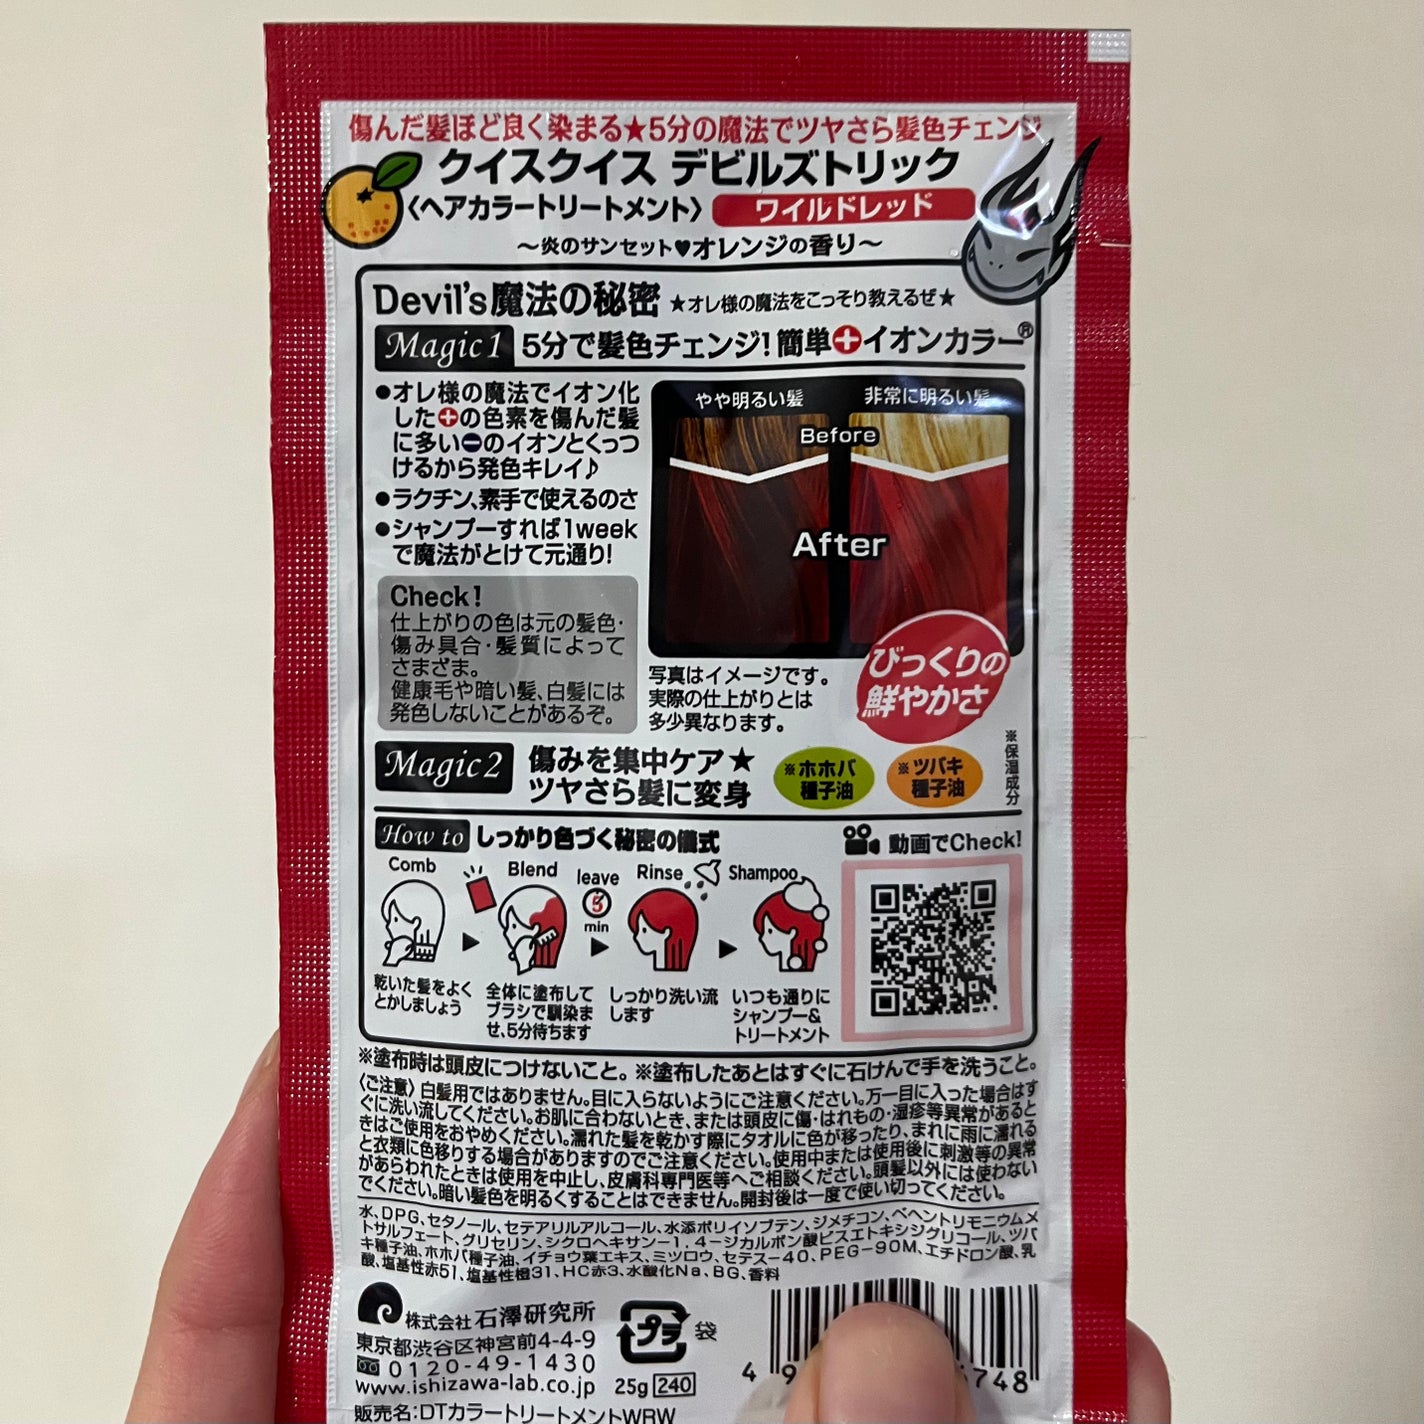 傷んだ髪ほど良く染まる★5分の魔法でツヤさら髪色チェンジ
クイスクイス デビルズトリック
〈ヘアカラートリートメント〉 ワイルドレッド
〜炎のサンセット♥オレンジの香り〜
Devil's魔法の秘密 ★オレ様の魔法をこっそり教えるぜ★
Magic1 5分で髪色チェンジ!簡単+イオンカラー®
●オレ様の魔法でイオン化
した+の色素を傷んだ髪
に多い-のイオンとくっつ
けるから発色キレイ♪
●ラクチン、素手で使えるのさ
●シャンプーすれば1week
で魔法がとけて元通り!
やや明るい髪 非常に明るい髪
Before
After
びっくりの
鮮やかさ
Check!
仕上がりの色は元の髪色・
傷み具合・髪質によって
さまざま。
健康毛や暗い髪、白髪には
発色しないことがあるぞ。
写真はイメージです。
実際の仕上がりとは
多少異なります。
Magic2 傷みを集中ケア★
ツヤさら髪に変身
※ホホバ
種子油
※ツバキ
種子油
※保湿成分
How to しっかり色づく秘密の儀式
動画でCheck!
Comb
Blend
leave
5
min
Rinse
Shampoo
乾いた髪をよく
とかしましょう
全体に塗布して
ブラシで馴染ま
せ、5分待ちます
しっかり洗い流
します
いつも通りに
シャンプー&
トリートメント
※塗布時は頭皮につけないこと。※塗布したあとはすぐに石けんで手を洗うこと。
〈ご注意〉白髪用ではありません。目に入らないようにご注意ください。万一目に入った場合はす
ぐに洗い流してください。お肌に合わないとき、または頭皮に傷・はれもの・湿疹等異常があると
きはご使用をおやめください。濡れた髪を乾かす際にタオルに色が移ったり、まれに雨に濡れる
と衣類に色移りする場合がありますのでご注意ください。使用中または使用後に刺激等の異常
があらわれたときは使用を中止し、皮膚科専門医等へご相談ください。頭髪以外には使わない
でください。暗い髪色を明るくすることはできません。開封後は一度で使い切ってください。
水、DPG、セタノール、セテアリルアルコール、水添ポリイソブテン、ジメチコン、ベヘントリモニウムメ
トサルフェート、グリセリン、シクロヘキサン-1,4-ジカルボン酸ビスエトキシジグリコール、ツバ
キ種子油、ホホバ種子油、イチョウ葉エキス、ミツロウ、セテス-40、PEG-90M、エチドロン酸、乳
酸、塩基性赤51、塩基性橙31、HC赤3、水酸化Na、BG、香料
株式会社石澤研究所
東京都渋谷区神宮前4-4-9
0120-49-1430
www.ishizawa-lab.co.jp
プラ 袋
25g 240
4 9 6748
販売名:DTカラートリートメントWRW